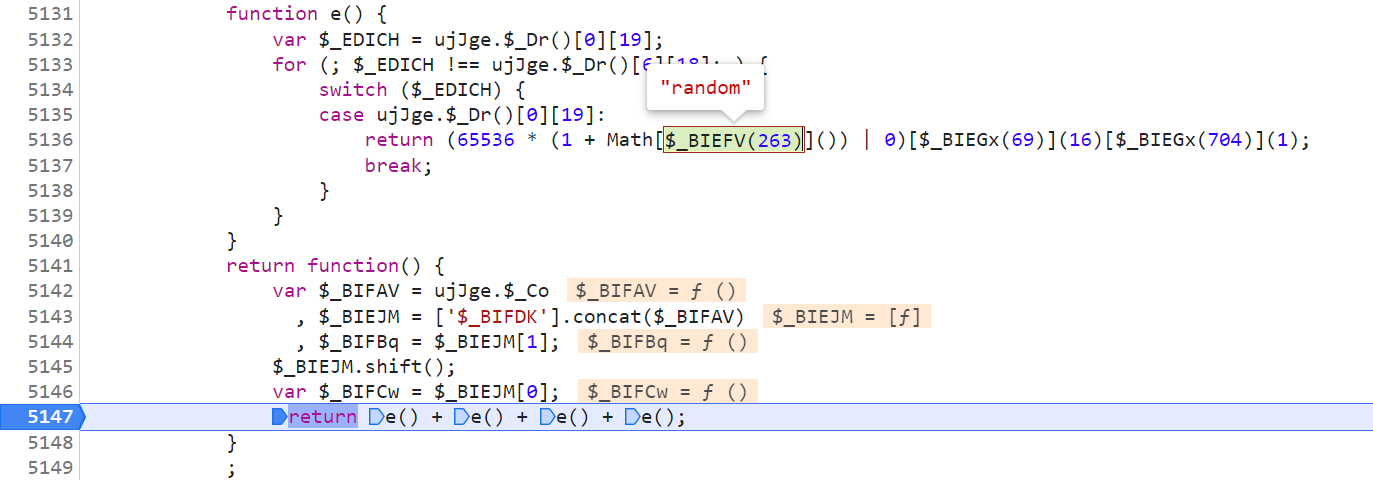 5131 function e() {
5132 var $_EDICH = ujJge.$_Dr()[0][19];
5133 for (; $_EDICH !== ujJge.$_Dr()[6][18]; ) {
"random"
5134 switch ($_EDICH) {
5135 case ujJge.$_Dr()[0][19]:
5136 return (65536 * (1 + Math[$_BIEFV(263)]()) | 0)[$_BIEGx(69)](16)[$_BIEGx(704)](1);
5137 break;
5138 }
5139 }
5140 }
5141 return function() {
5142 var $_BIFAV = ujJge.$_Co $_BIFAV = ƒ ()
5143 , $_BIEJM = ['$_BIFDK'].concat($_BIFAV) $_BIEJM = [ƒ]
5144 , $_BIFBq = $_BIEJM[1]; $_BIFBq = ƒ ()
5145 $_BIEJM.shift();
5146 var $_BIFCw = $_BIEJM[0]; $_BIFCw = ƒ ()
5147 return e() + e() + e() + e();
5148 }
5149 ;